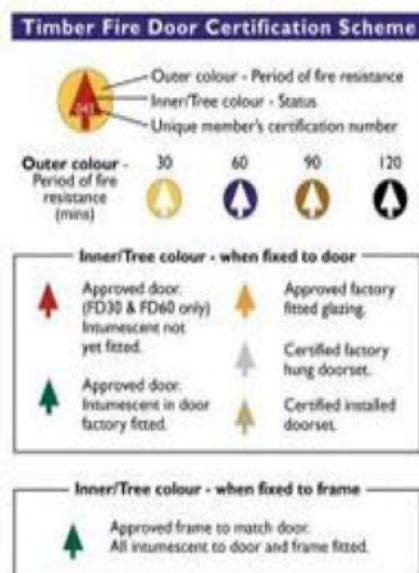 Timber Fire Door Certification Scheme
Outer colour - Period of fire resistance
Inner/Tree colour - Status
Unique member's certification number
Outer colour -
Period of fire
resistance
(mins)
30 60 90 120
Inner/Tree colour - when fixed to door
Approved door.
(FD30 & FD60 only)
Intumescent not
yet fitted.
Approved door.
Intumescent in door
factory fitted.
Approved factory
fitted glazing.
Certified factory
hung doorset.
Certified installed
doorset.
Inner/Tree colour - when fixed to frame
Approved frame to match door.
All intumescent to door and frame fitted.